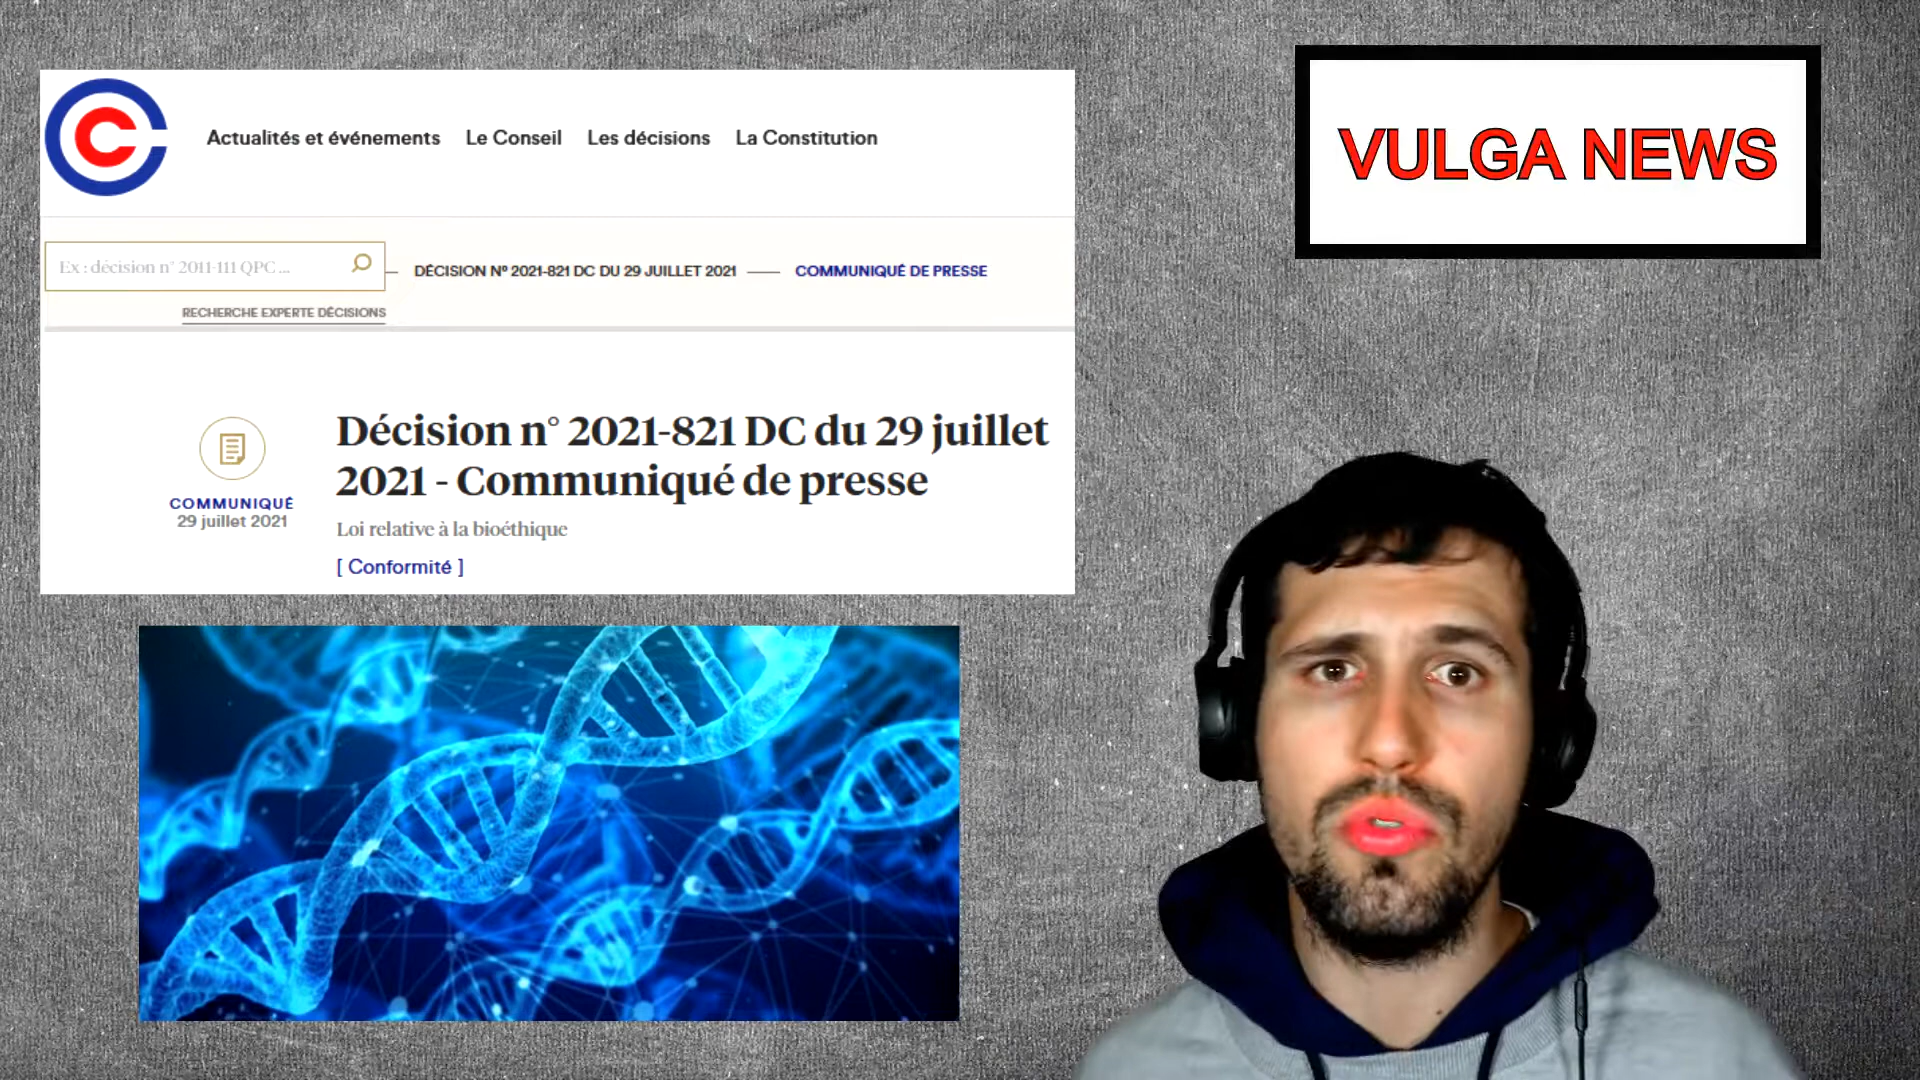 Actualités et événements Le Conseil Les décisions La Constitution
Ex : décision n° 2011-111 QPC ...
DÉCISION N° 2021-821 DC DU 29 JUILLET 2021
COMMUNIQUÉ DE PRESSE
RECHERCHE EXPERTE DÉCISIONS
COMMUNIQUÉ
29 juillet 2021
Décision n° 2021-821 DC du 29 juillet
2021 - Communiqué de presse
Loi relative à la bioéthique
[ Conformité ]
VULGA NEWS